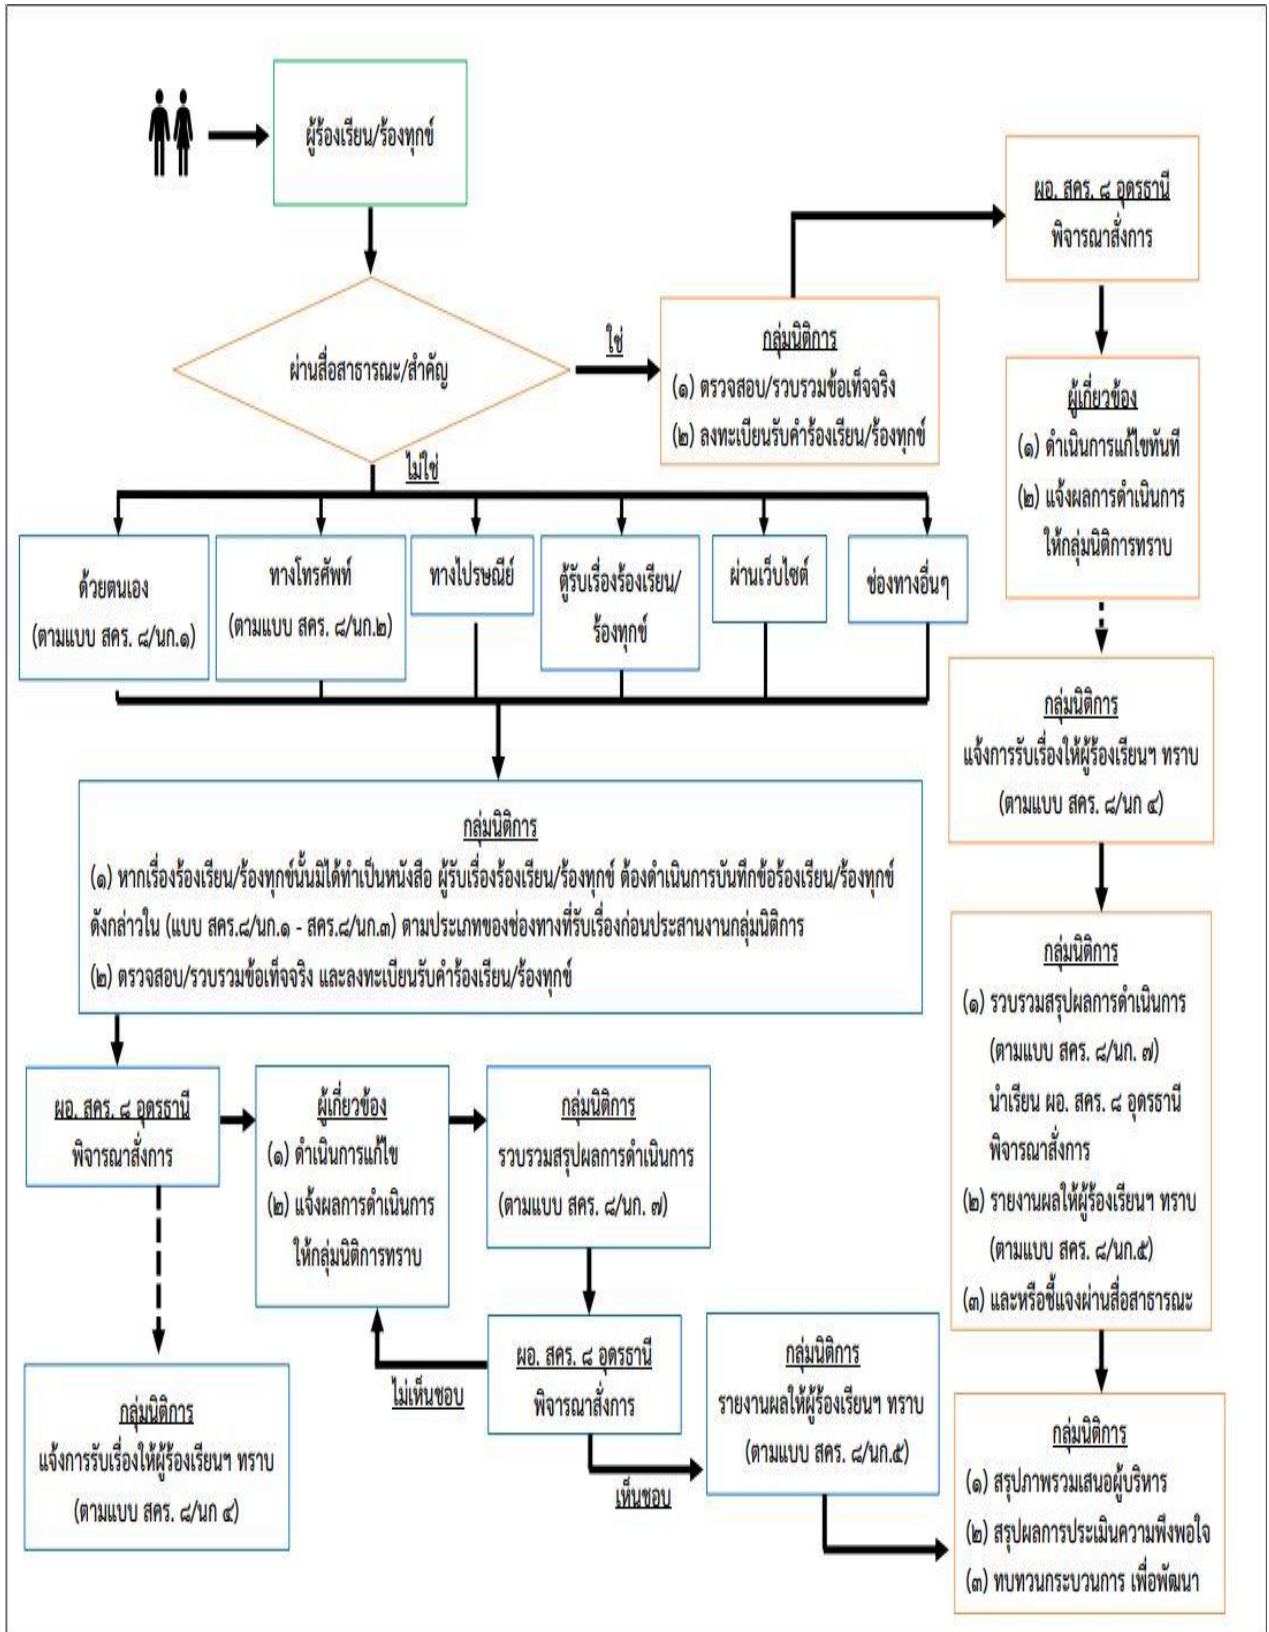 ผู้ร้องเรียน/ร้องทุกข์
ผ่านสื่อสาธารณะ/สำคัญ
ใช่
กลุ่มนิติการ
(๑) ตรวจสอบ/รวบรวมข้อเท็จจริง
(๒) ลงทะเบียนรับคำร้องเรียน/ร้องทุกข์
ผอ. สคร. ๘ อุดรธานี
พิจารณาสั่งการ
ผู้เกี่ยวข้อง
(๑) ดำเนินการแก้ไขทันที
(๒) แจ้งผลการดำเนินการ
ให้กลุ่มนิติการทราบ
กลุ่มนิติการ
แจ้งการรับเรื่องให้ผู้ร้องเรียนฯ ทราบ
(ตามแบบ สคร. ๘/นก ๔)
กลุ่มนิติการ
(๑) รวบรวมสรุปผลการดำเนินการ
(ตามแบบ สคร. ๘/นก. ๗)
นำเรียน ผอ. สคร. ๘ อุดรธานี
พิจารณาสั่งการ
(๒) รายงานผลให้ผู้ร้องเรียนฯ ทราบ
(ตามแบบ สคร. ๘/นก.๕)
(๓) และหรือชี้แจงผ่านสื่อสาธารณะ
ไม่ใช่
ด้วยตนเอง
(ตามแบบ สคร. ๘/นก.๑)
ทางโทรศัพท์
(ตามแบบ สคร. ๘/นก.๒)
ทางไปรษณีย์
ตู้รับเรื่องร้องเรียน/
ร้องทุกข์
ผ่านเว็บไซต์
ช่องทางอื่นๆ
กลุ่มนิติการ
(๑) หากเรื่องร้องเรียน/ร้องทุกข์นั้นมิได้ทำเป็นหนังสือ ผู้รับเรื่องร้องเรียน/ร้องทุกข์ ต้องดำเนินการบันทึกข้อร้องเรียน/ร้องทุกข์
ดังกล่าวใน (แบบ สคร.๘/นก.๑ - สคร.๘/นก.๓) ตามประเภทของช่องทางที่รับเรื่องก่อนประสานงานกลุ่มนิติการ
(๒) ตรวจสอบ/รวบรวมข้อเท็จจริง และลงทะเบียนรับคำร้องเรียน/ร้องทุกข์
ผอ. สคร. ๘ อุดรธานี
พิจารณาสั่งการ
ผู้เกี่ยวข้อง
(๑) ดำเนินการแก้ไข
(๒) แจ้งผลการดำเนินการ
ให้กลุ่มนิติการทราบ
กลุ่มนิติการ
รวบรวมสรุปผลการดำเนินการ
(ตามแบบ สคร. ๘/นก. ๗)
ผอ. สคร. ๘ อุดรธานี
พิจารณาสั่งการ
ไม่เห็นชอบ
เห็นชอบ
กลุ่มนิติการ
แจ้งการรับเรื่องให้ผู้ร้องเรียนฯ ทราบ
(ตามแบบ สคร. ๘/นก ๔)
กลุ่มนิติการ
รายงานผลให้ผู้ร้องเรียนฯ ทราบ
(ตามแบบ สคร. ๘/นก.๕)
กลุ่มนิติการ
(๑) สรุปภาพรวมเสนอผู้บริหาร
(๒) สรุปผลการประเมินความพึงพอใจ
(๓) ทบทวนกระบวนการ เพื่อพัฒนา